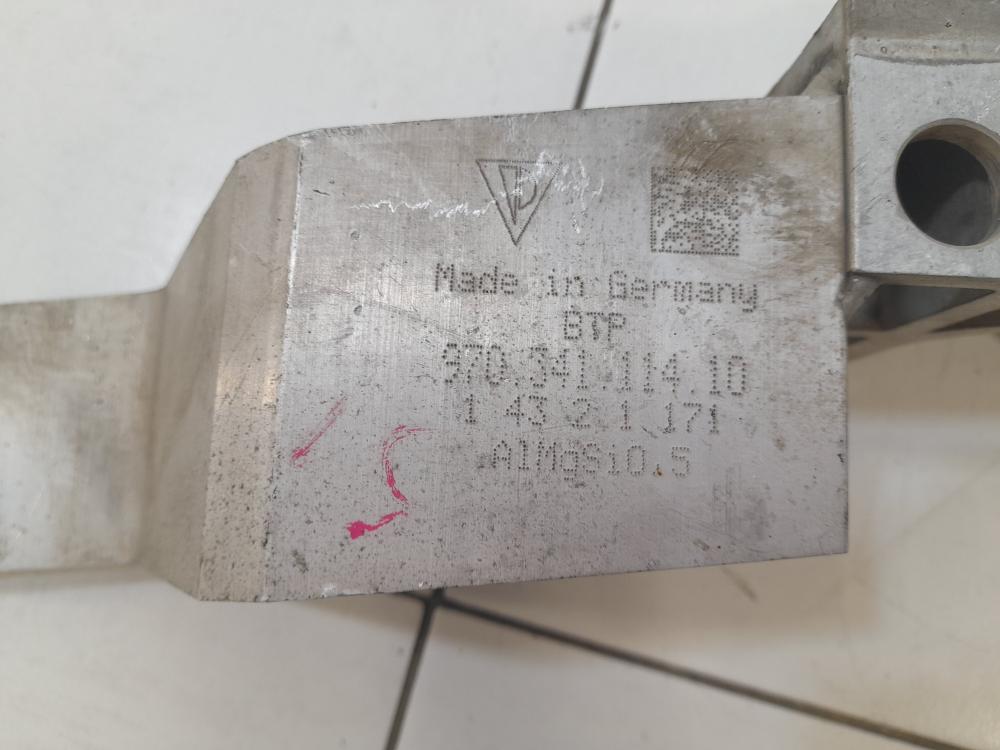 Made in Germany
BTP
970.341.114.10
1 43 2 1 171
AlMgSi0.5